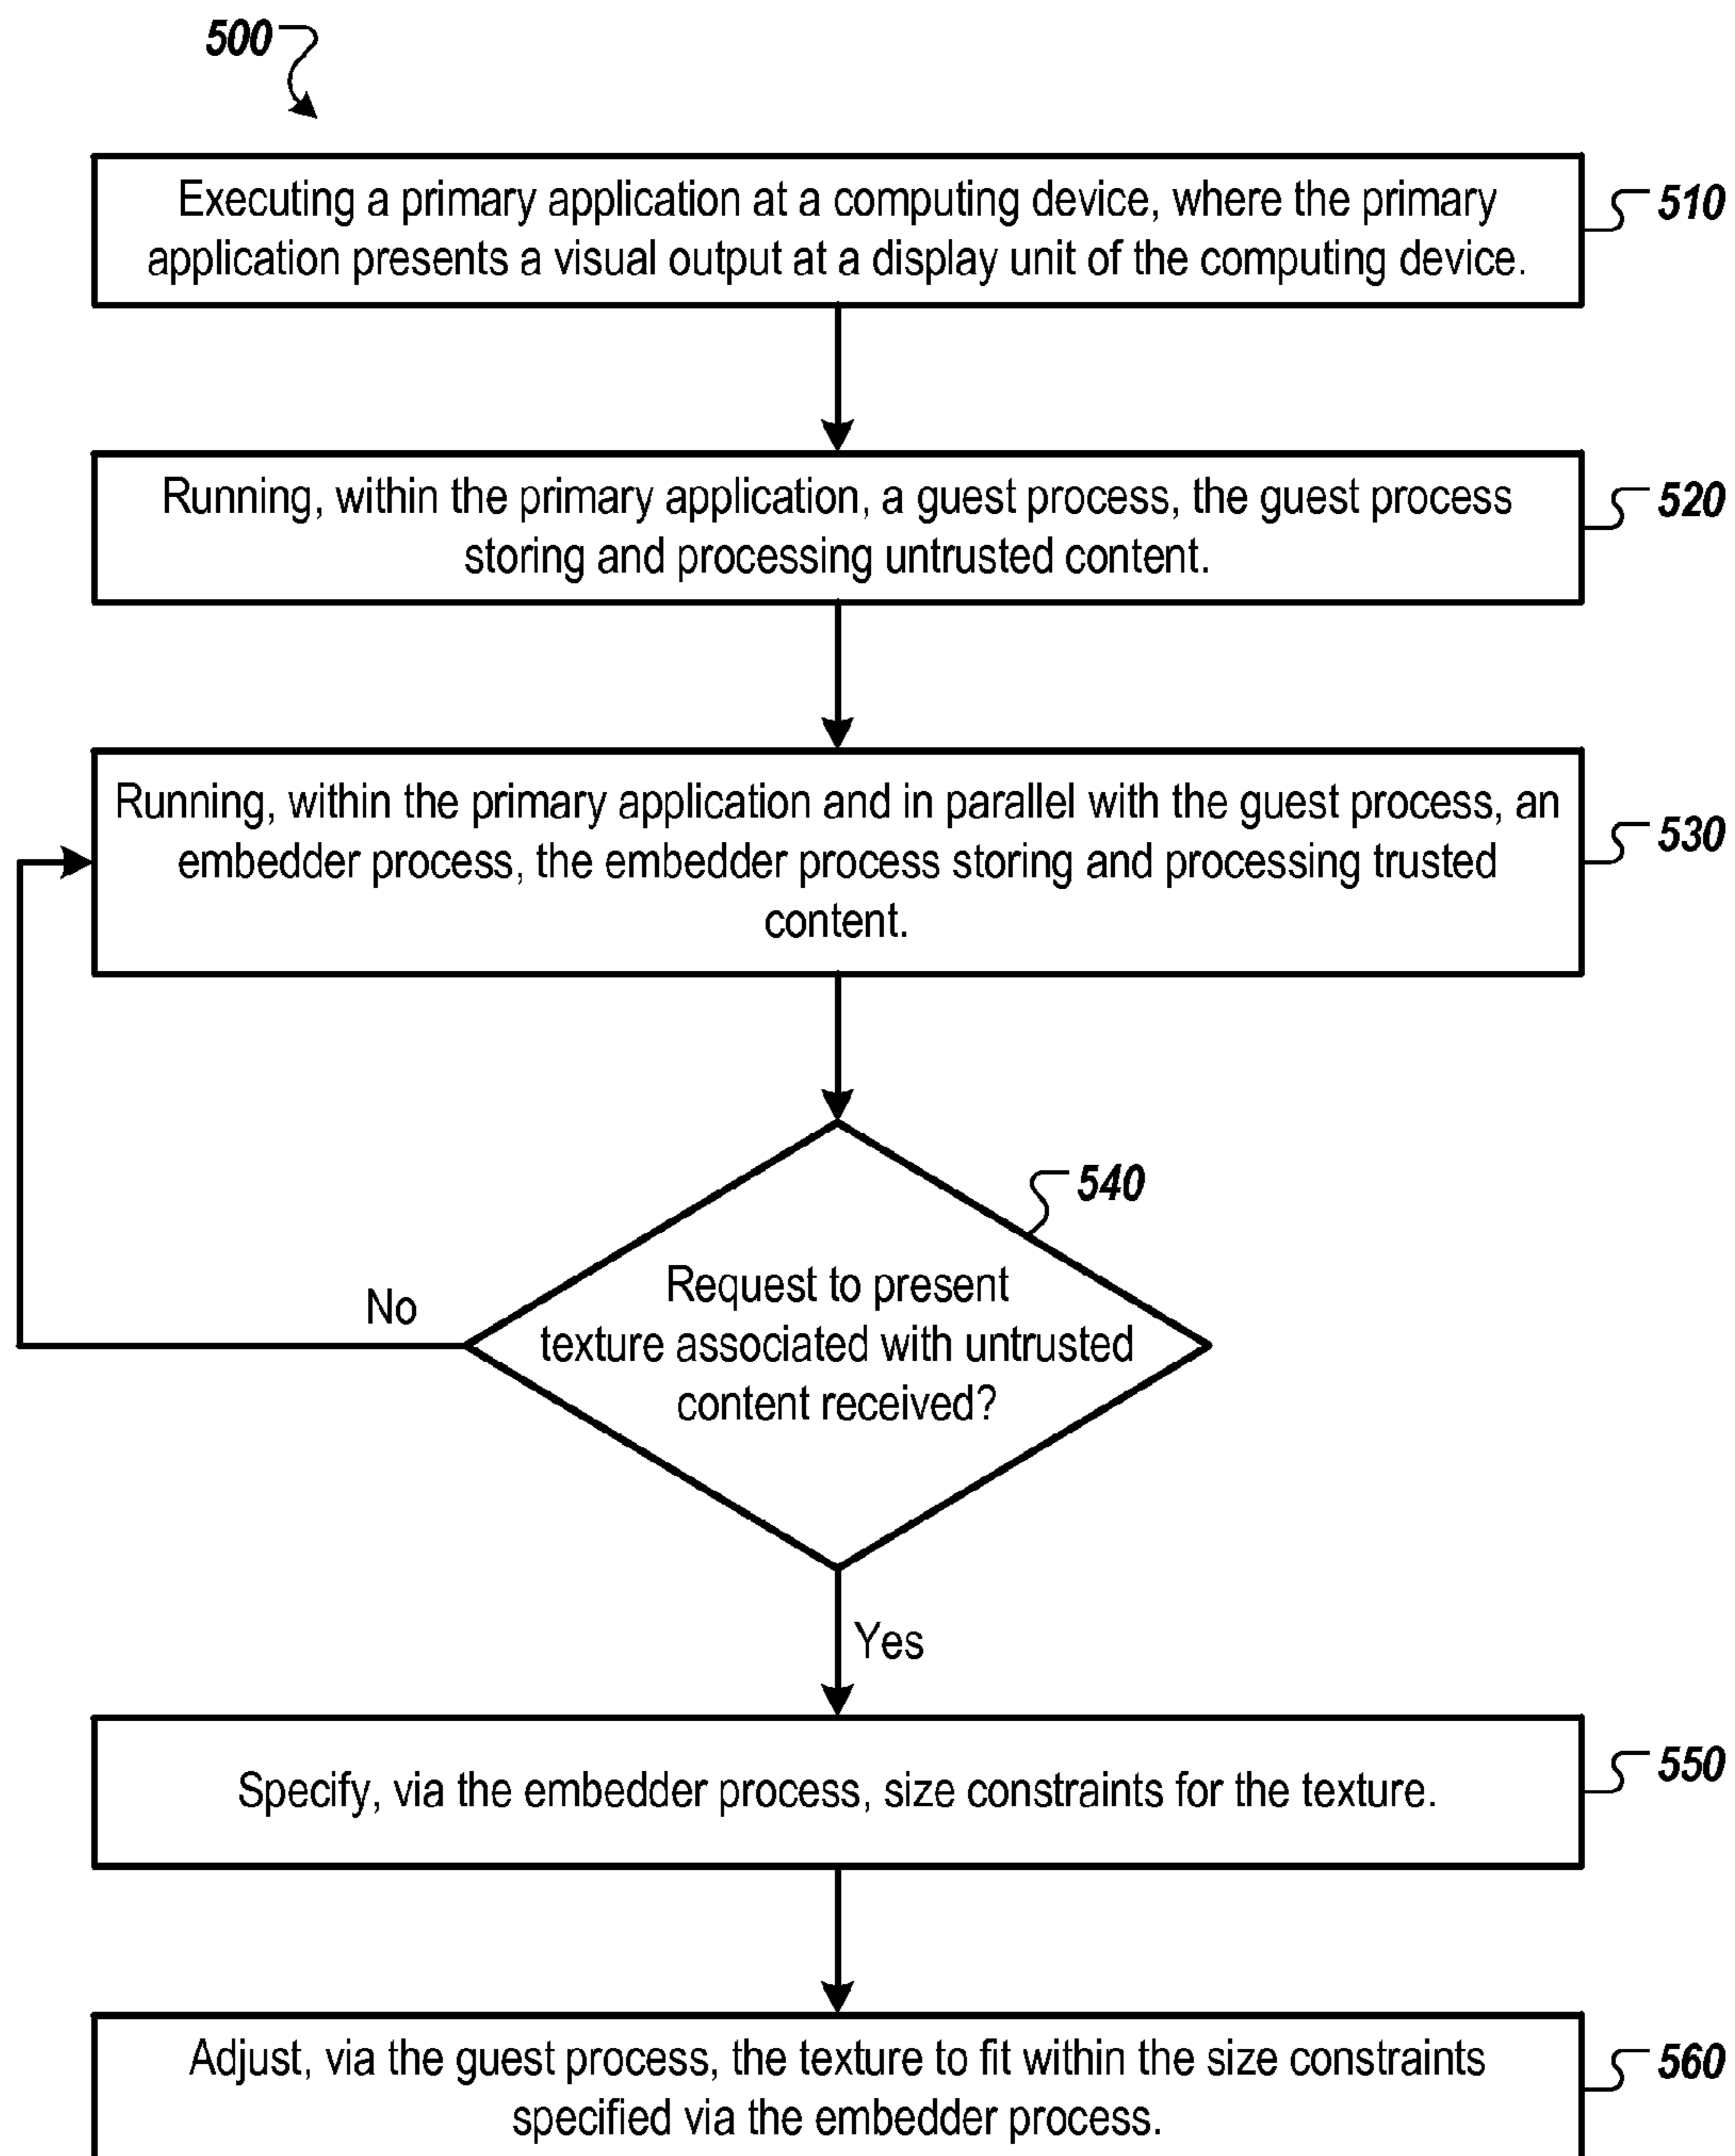 500
Executing a primary application at a computing device, where the primary
application presents a visual output at a display unit of the computing device.
510
Running, within the primary application, a guest process, the guest process
storing and processing untrusted content.
520
Running, within the primary application and in parallel with the guest process, an
embedder process, the embedder process storing and processing trusted
content.
530
540
Request to present
texture associated with untrusted
content received?
No
Yes
Specify, via the embedder process, size constraints for the texture.
550
Adjust, via the guest process, the texture to fit within the size constraints
specified via the embedder process.
560